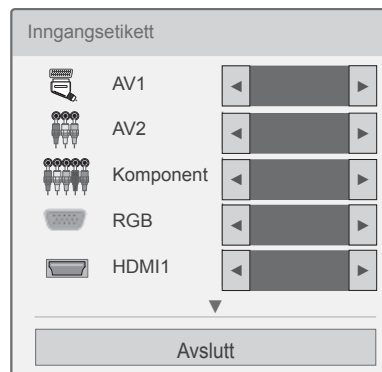 Inngangsetikett
AV1
AV2
Komponent
RGB
HDMI1
Avslutt